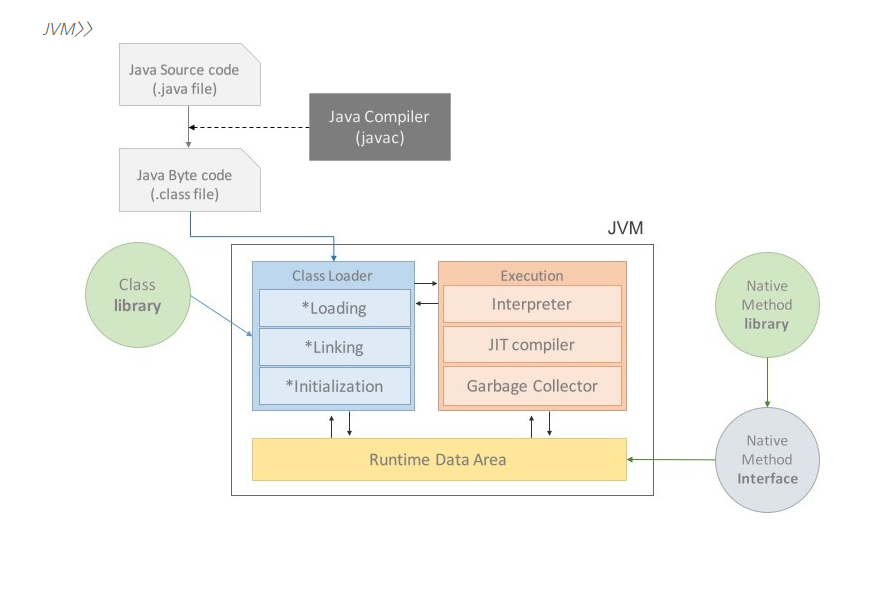 JVM>>
Java Source code
(.java file)
Java Compiler
(javac)
Java Byte code
(.class file)
JVM
Class
library
Class Loader
*Loading
*Linking
*Initialization
Execution
Interpreter
JIT compiler
Garbage Collector
Runtime Data Area
Native
Method
library
Native
Method
Interface